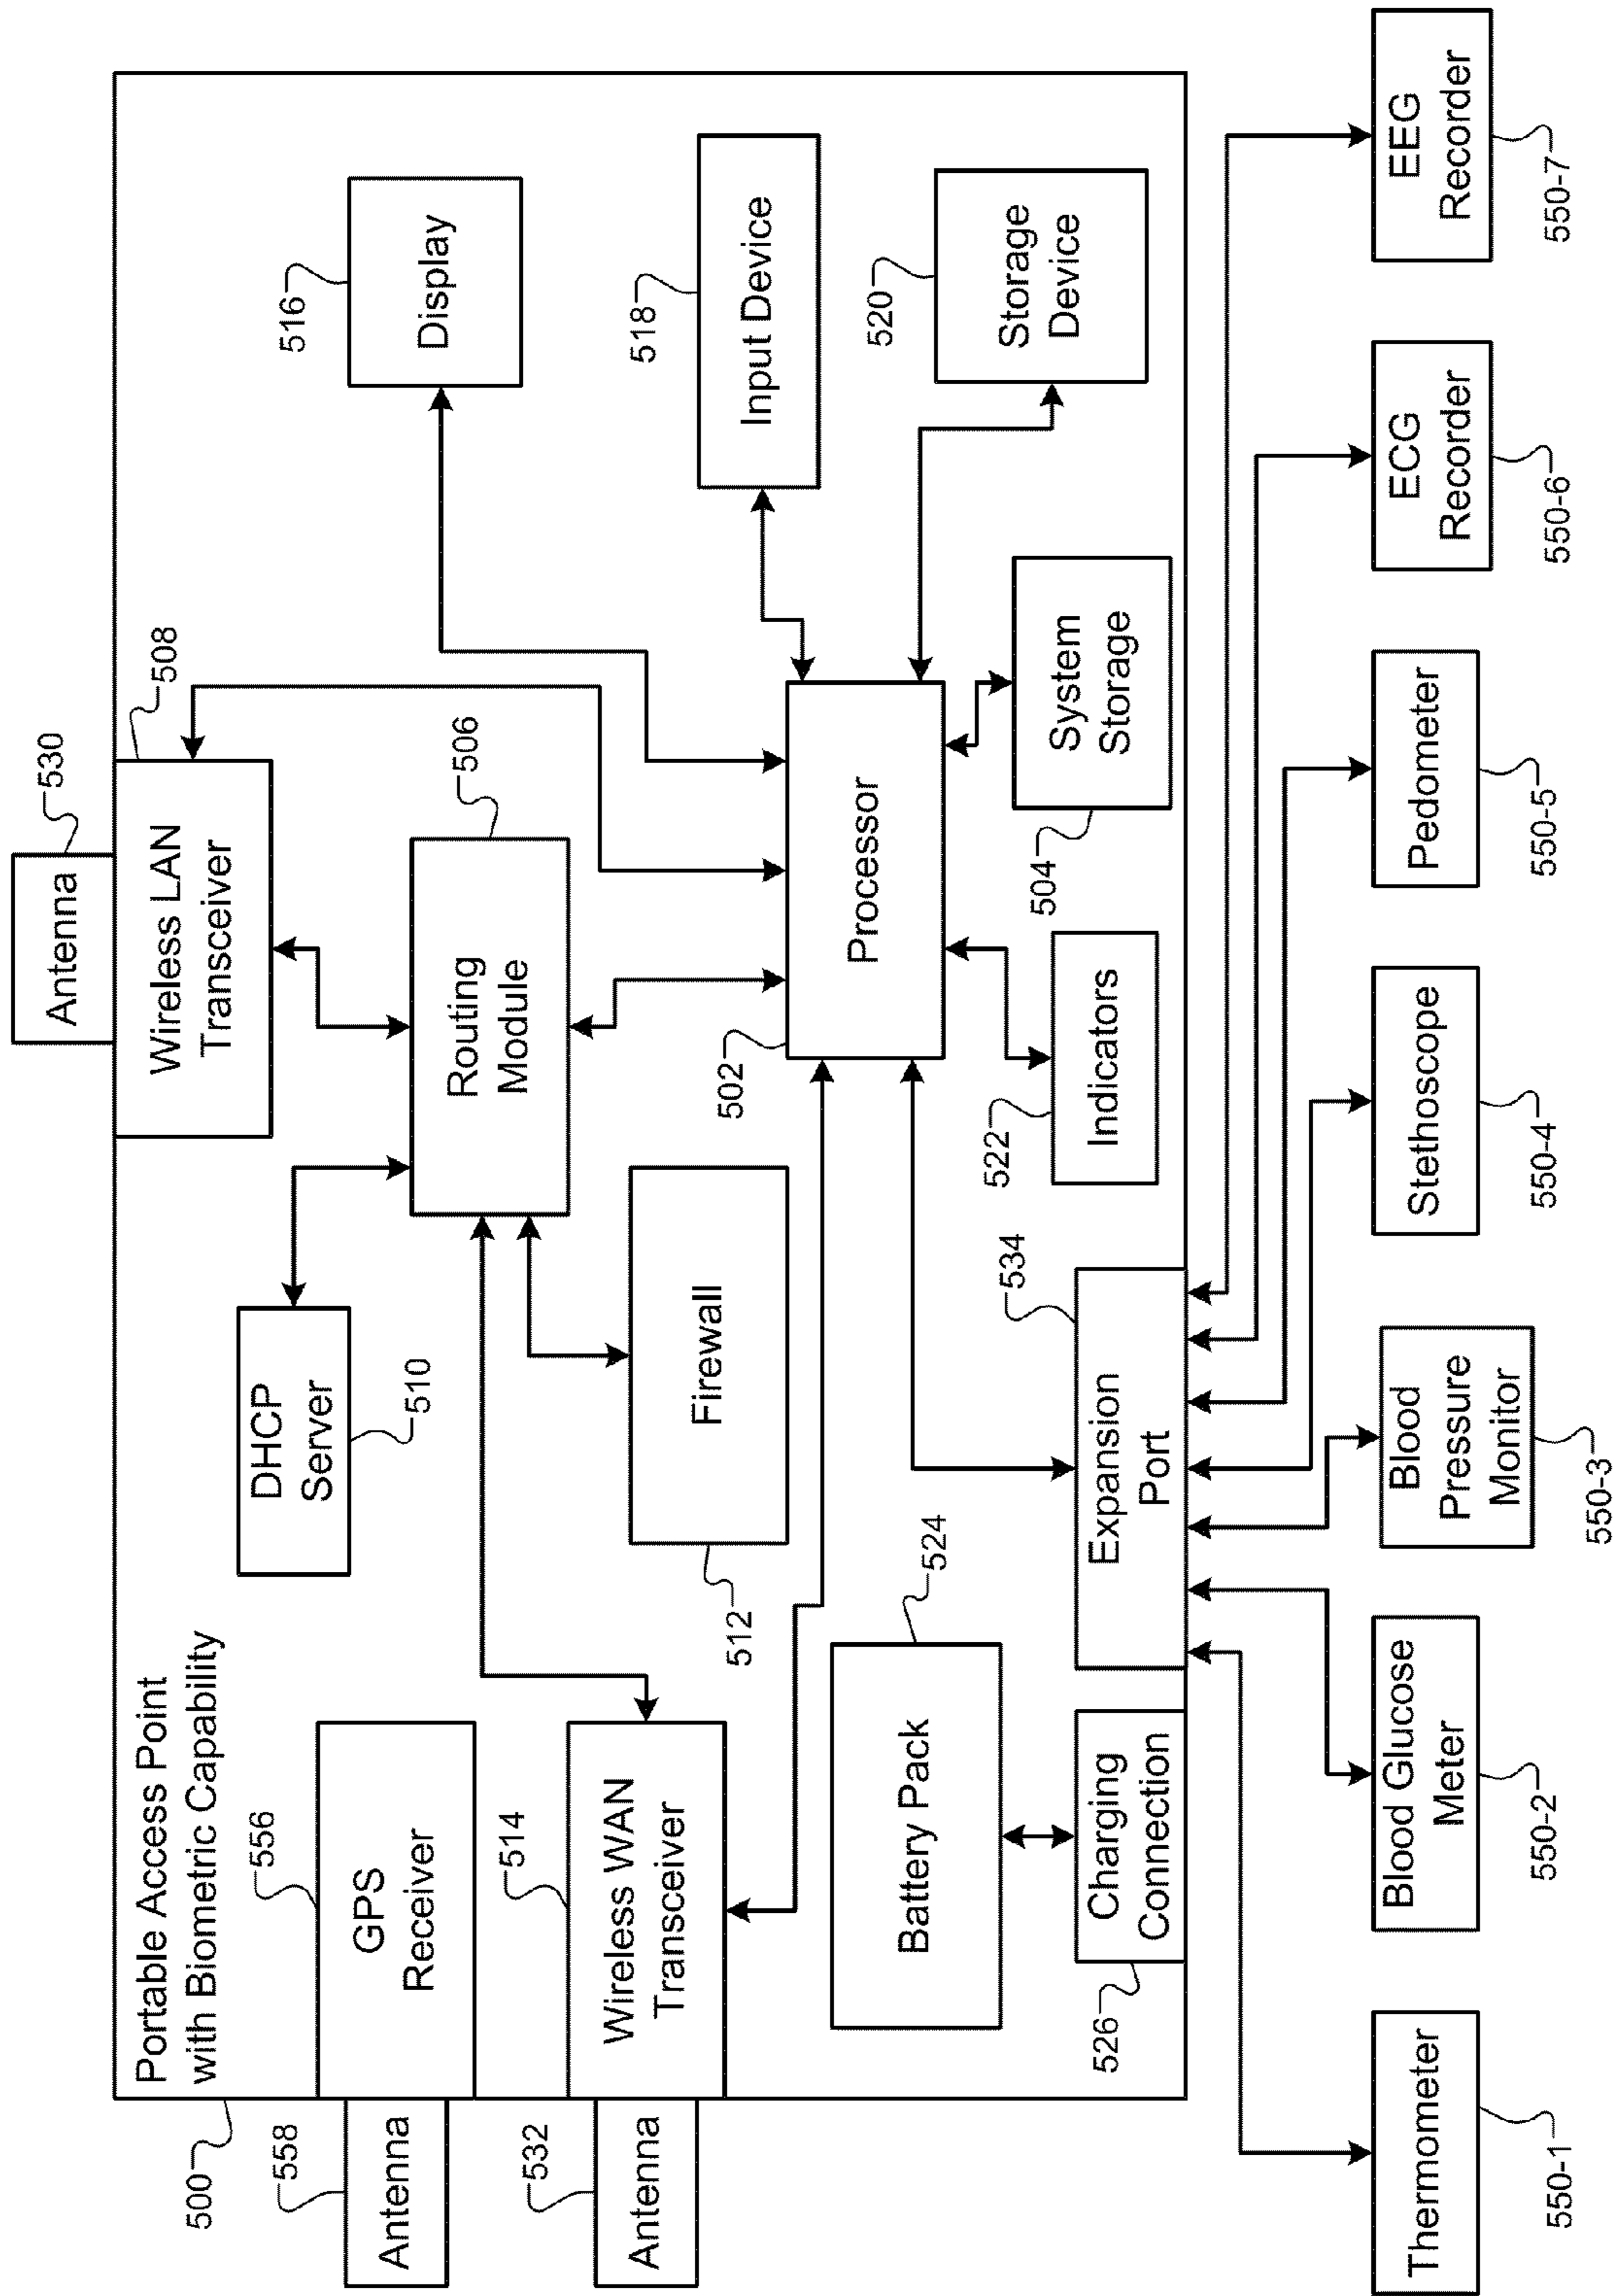 Portable Access Point
with Biometric Capability
500
Antenna
530
Wireless LAN
Transceiver
508
DHCP
Server
510
Routing
Module
506
Display
516
Antenna
558
GPS
Receiver
556
Firewall
512
Input Device
518
Antenna
532
Wireless WAN
Transceiver
514
Processor
502
Storage
Device
520
Battery Pack
524
Charging
Connection
526
Expansion
Port
534
Indicators
522
System
Storage
504
Thermometer
550-1
Blood Glucose
Meter
550-2
Blood
Pressure
Monitor
550-3
Stethoscope
550-4
Pedometer
550-5
ECG
Recorder
550-6
EEG
Recorder
550-7